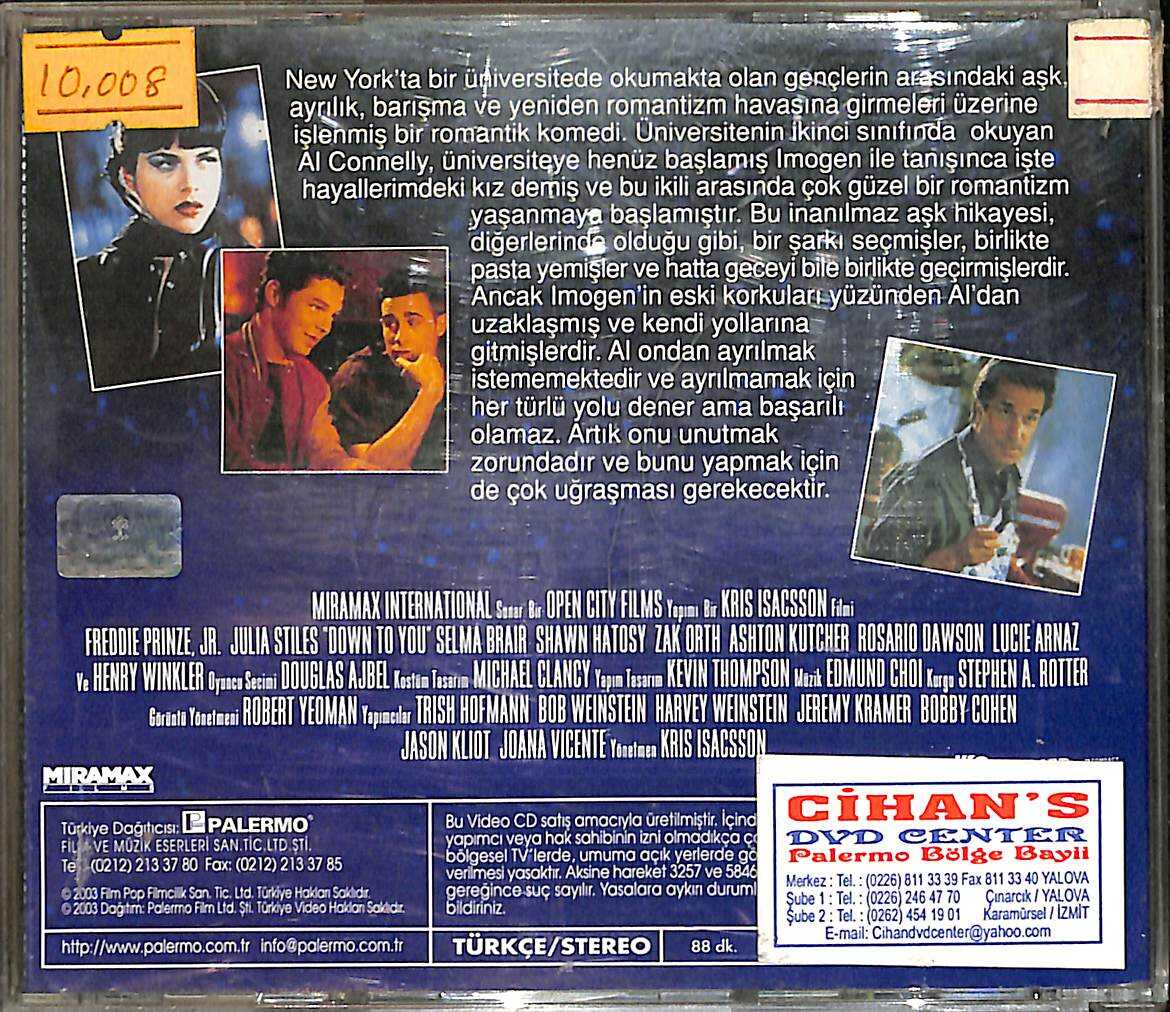 10,008
New York'ta bir üniversitede okumakta olan gençlerin arasındaki aşk,
ayrılık, barışma ve yeniden romantizm havasına girmeleri üzerine
işlenmiş bir romantik komedi. Üniversitenin ikinci sınıfında okuyan
Al Connelly, üniversiteye henüz başlamış Imogen ile tanışınca işte
hayallerimdeki kız demiş ve bu ikili arasında çok güzel bir romantizm
yaşanmaya başlamıştır. Bu inanılmaz aşk hikayesi,
diğerlerinde olduğu gibi, bir şarkı seçmişler, birlikte
pasta yemişler ve hatta geceyi bile birlikte geçirmişlerdir.
Ancak Imogen'in eski korkuları yüzünden Al'dan
uzaklaşmış ve kendi yollarına
gitmişlerdir. Al ondan ayrılmak
istememektedir ve ayrılmamak için
her türlü yolu dener ama başarılı
olamaz. Artık onu unutmak
zorundadır ve bunu yapmak için
de çok uğraşması gerekecektir.
MIRAMAX INTERNATIONAL Sunar Bir OPEN CITY FILMS Yapımı Bir KRIS ISACSSON Filmi
FREDDIE PRINZE, JR. JULIA STILES "DOWN TO YOU" SELMA BRAIR SHAWN HATOSY ZAK ORTH ASHTON KUTCHER ROSARIO DAWSON LUCIE ARNAZ
Ve HENRY WINKLER Oyuncu Secimi DOUGLAS AJBEL Kostüm Tasarım MICHAEL CLANCY Yapım Tasarım KEVIN THOMPSON Müzik EDMUND CHOI Kurgu STEPHEN A. ROTTER
Görüntü Yönetmeni ROBERT YEOMAN Yapımcılar TRISH HOFMANN BOB WEINSTEIN HARVEY WEINSTEIN JEREMY KRAMER BOBBY COHEN
JASON KLIOT JOANA VICENTE Yönetmen KRIS ISACSSON
MIRAMAX
FILMS
Türkiye Dağıtıcısı: PALERMO
FİLM VE MÜZİK ESERLERİ SAN.TİC.LTD.ŞTİ.
Tel: (0212) 213 37 80 Fax: (0212) 213 37 85
© 2003 Film Pop Filmcilik San. Tic. Ltd. Türkiye Hakları Saklıdır.
© 2003 Dağıtım: Palermo Film Ltd. Şti. Türkiye Video Hakları Saklıdır.
http://www.palermo.com.tr info@palermo.com.tr
Bu Video CD satış amacıyla üretilmiştir. İçind
yapımcı veya hak sahibinin izni olmadıkça ço
bölgesel TV'lerde, umuma açık yerlerde gö
verilmesi yasaktır. Aksine hareket 3257 ve 5846
gereğince suç sayılır. Yasalara aykırı duruml
bildiriniz.
TÜRKÇE/STEREO 88 dk.
CİHAN'S
DVD CENTER
Palermo Bölge Bayii
Merkez : Tel. : (0226) 811 33 39 Fax 811 33 40 YALOVA
Şube 1 : Tel. : (0226) 246 47 70 Çınarcık / YALOVA
Şube 2 : Tel. : (0262) 454 19 01 Karamürsel / İZMİT
E-mail: Cihandvdcenter@yahoo.com